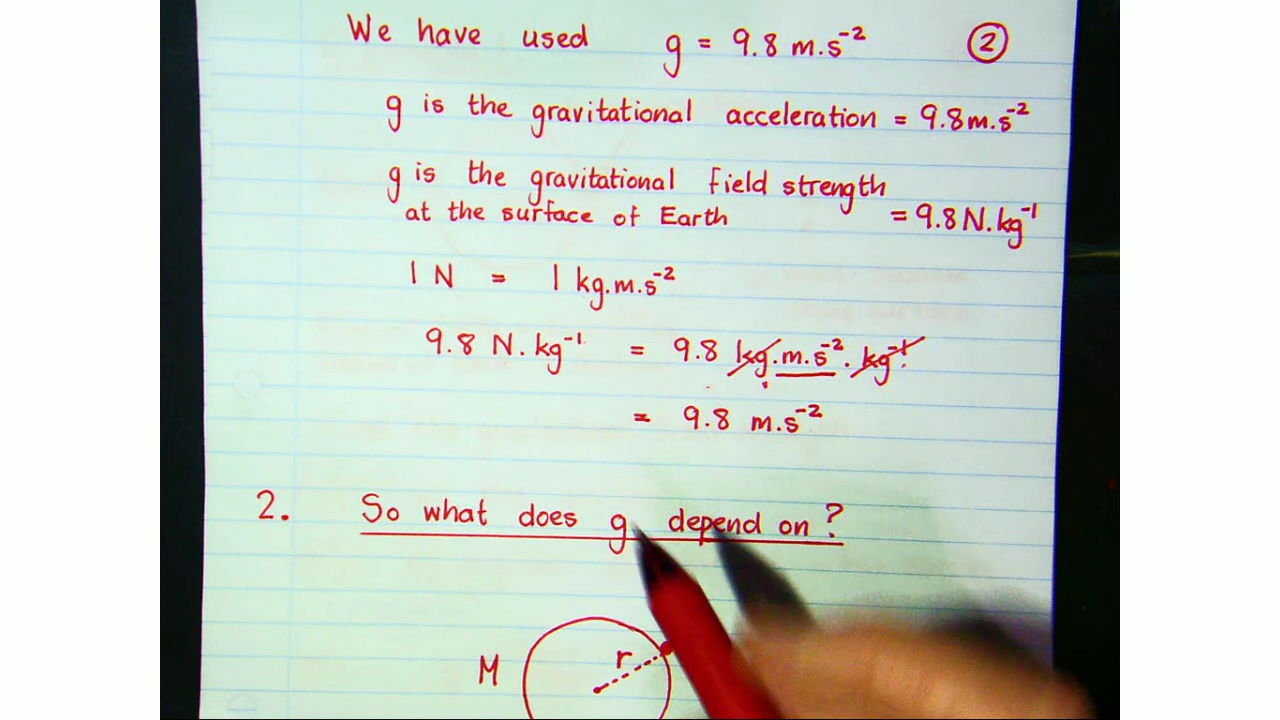 We have used g = 9.8 m.s⁻² ②
g is the gravitational acceleration = 9.8 m.s⁻²
g is the gravitational field strength
at the surface of Earth = 9.8 N.kg⁻¹
1 N = 1 kg.m.s⁻²
9.8 N.kg⁻¹ = 9.8 kg.m.s⁻².kg⁻¹
= 9.8 m.s⁻²
2. So what does g depend on?
M r